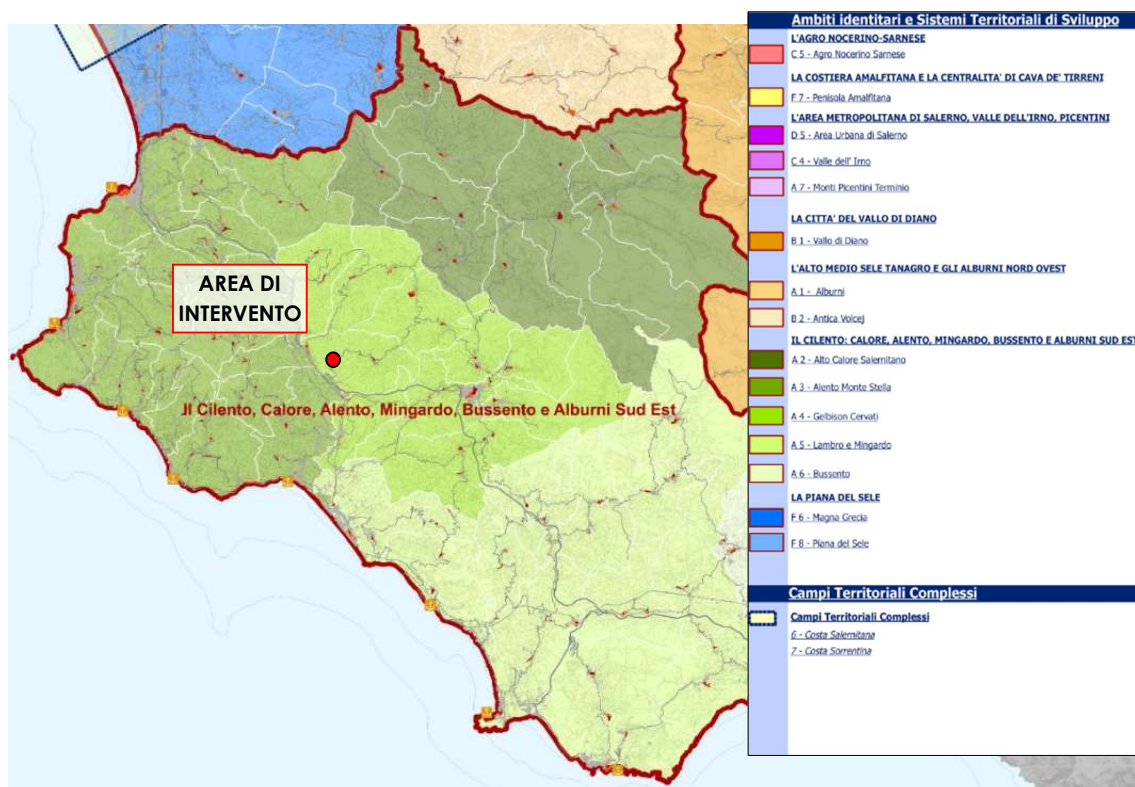 AREA DI
INTERVENTO
Il Cilento, Calore, Alento, Mingardo, Bussento e Alburni Sud Est
Ambiti identitari e Sistemi Territoriali di Sviluppo
L'AGRO NOCERINO-SARNESE
C 5 - Agro Nocerino Sarnese
LA COSTIERA AMALFITANA E LA CENTRALITA' DI CAVA DE' TIRRENI
F 7 - Penisola Amalfitana
L'AREA METROPOLITANA DI SALERNO, VALLE DELL'IRNO, PICENTINI
D 5 - Area Urbana di Salerno
C 4 - Valle dell' Irno
A 7 - Monti Picentini Terminio
LA CITTA' DEL VALLO DI DIANO
B 1 - Vallo di Diano
L'ALTO MEDIO SELE TANAGRO E GLI ALBURNI NORD OVEST
A 1 - Alburni
B 2 - Antica Volcej
IL CILENTO: CALORE, ALENTO, MINGARDO, BUSSENTO E ALBURNI SUD EST
A 2 - Alto Calore Salernitano
A 3 - Alento Monte Stella
A 4 - Gelbison Cervati
A 5 - Lambro e Mingardo
A 6 - Bussento
LA PIANA DEL SELE
F 6 - Magna Grecia
F 8 - Piana del Sele
Campi Territoriali Complessi
Campi Territoriali Complessi
6 - Costa Salernitana
7 - Costa Sorrentina